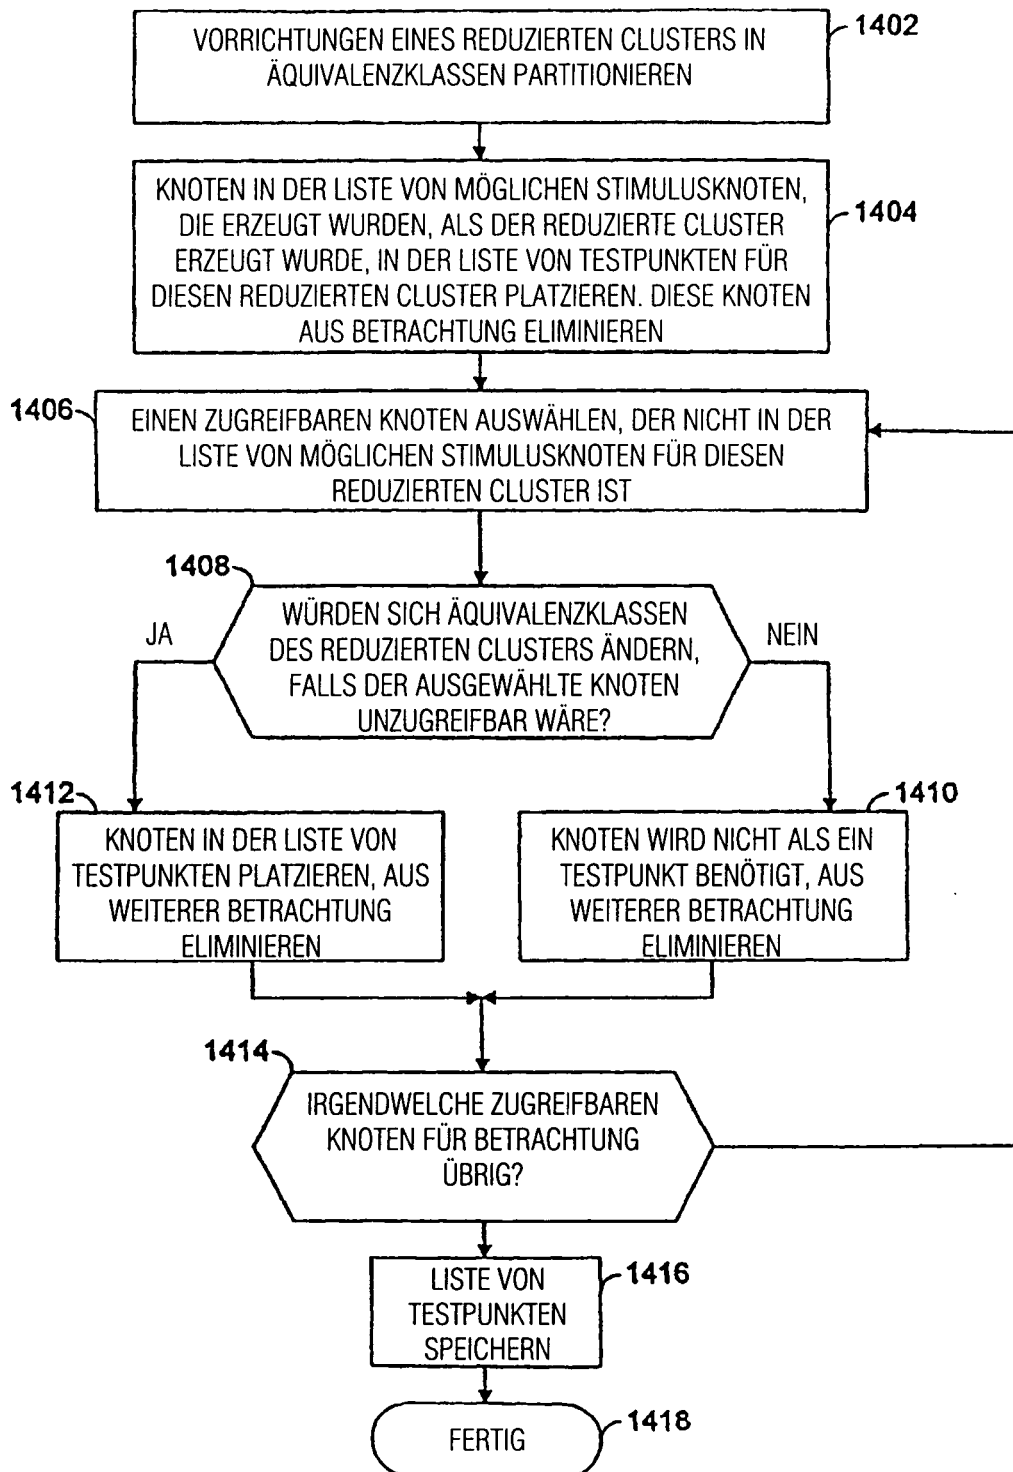 VORRICHTUNGEN EINES REDUZIERTEN CLUSTERS IN
ÄQUIVALENZKLASSEN PARTITIONIEREN
1402
KNOTEN IN DER LISTE VON MÖGLICHEN STIMULUSKNOTEN,
DIE ERZEUGT WURDEN, ALS DER REDUZIERTE CLUSTER
ERZEUGT WURDE, IN DER LISTE VON TESTPUNKTEN FÜR
DIESEN REDUZIERTEN CLUSTER PLATZIEREN. DIESE KNOTEN
AUS BETRACHTUNG ELIMINIEREN
1404
1406
EINEN ZUGREIFBAREN KNOTEN AUSWÄHLEN, DER NICHT IN DER
LISTE VON MÖGLICHEN STIMULUSKNOTEN FÜR DIESEN
REDUZIERTEN CLUSTER IST
1408
WÜRDEN SICH ÄQUIVALENZKLASSEN
DES REDUZIERTEN CLUSTERS ÄNDERN,
FALLS DER AUSGEWÄHLTE KNOTEN
UNZUGREIFBAR WÄRE?
JA
NEIN
1412
KNOTEN IN DER LISTE VON
TESTPUNKTEN PLATZIEREN, AUS
WEITERER BETRACHTUNG
ELIMINIEREN
1410
KNOTEN WIRD NICHT ALS EIN
TESTPUNKT BENÖTIGT, AUS
WEITERER BETRACHTUNG
ELIMINIEREN
1414
IRGENDWELCHE ZUGREIFBAREN
KNOTEN FÜR BETRACHTUNG
ÜBRIG?
LISTE VON
TESTPUNKTEN
SPEICHERN
1416
FERTIG
1418